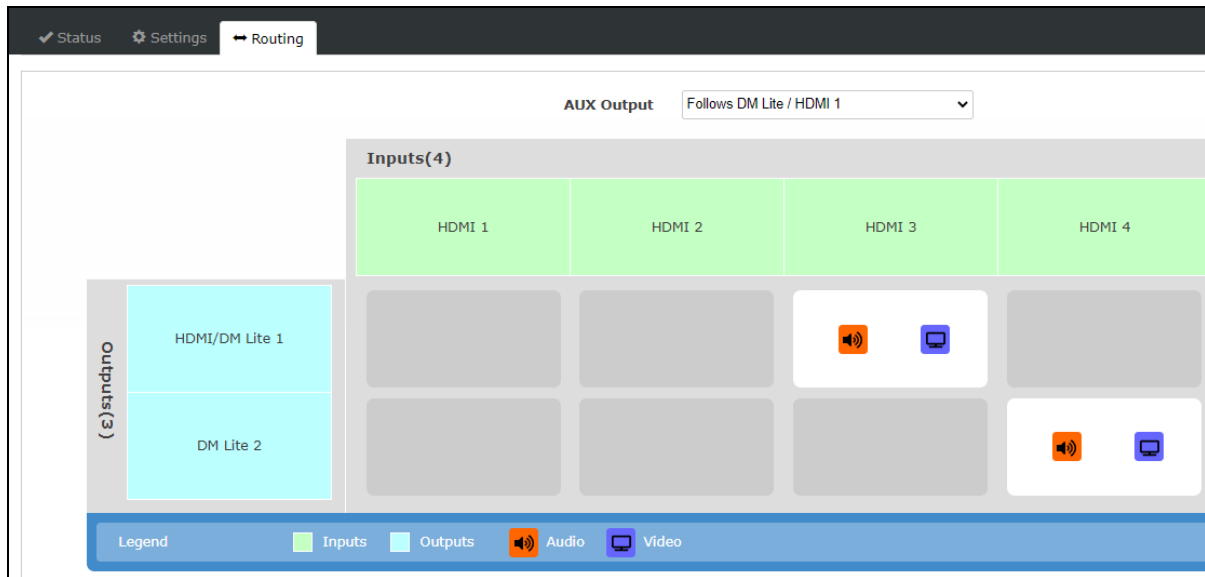 Status
Settings
Routing
AUX Output
Follows DM Lite / HDMI 1
Inputs(4)
HDMI 1
HDMI 2
HDMI 3
HDMI 4
Outputs(3)
HDMI/DM Lite 1
DM Lite 2
Legend
Inputs
Outputs
Audio
Video